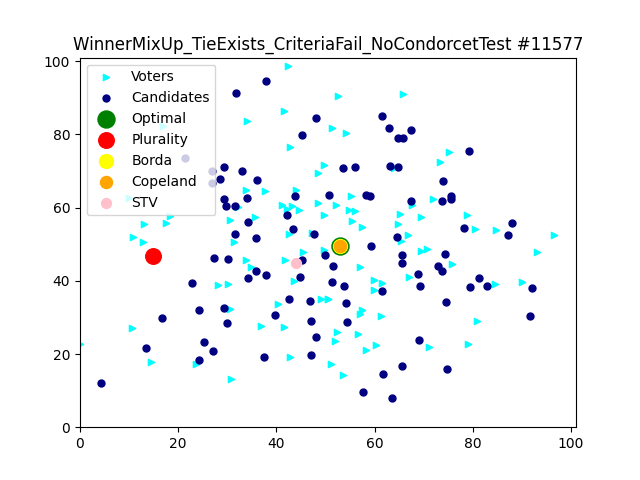 WinnerMixUp_TieExists_CriteriaFail_NoCondorcetTest #11577
100
80
60
40
20
0
0
20
40
60
80
100
Voters
Candidates
Optimal
Plurality
Borda
Copeland
STV